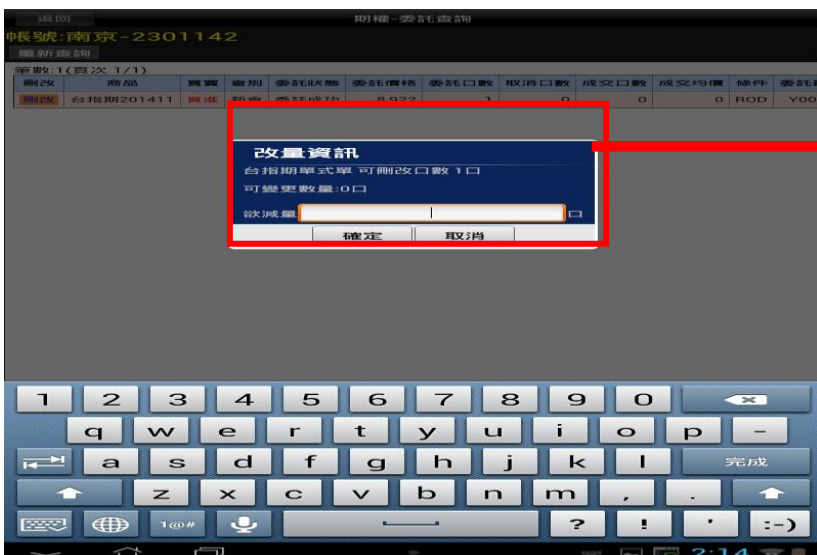 返回 期權-委託查詢
帳號:南京-2301142
重新查詢
筆數:1(頁次 1/1)
刪改 商品 買賣 倉別 委託狀態 委託價格 委託口數 取消口數 成交口數 成交均價 條件
刪改 台指期201411 買進 新倉 委託成功 8,922 1 0 0 0 ROD Y00
改量資訊
台指期單式單 可刪改口數 1口
可變更數量:0口
欲減量 口
確定 取消
1 2 3 4 5 6 7 8 9 0
q w e r t y u i o p -
a s d f g h j k l 完成
z x c v b n m , .
1@# ? ! ' :-)
2:14